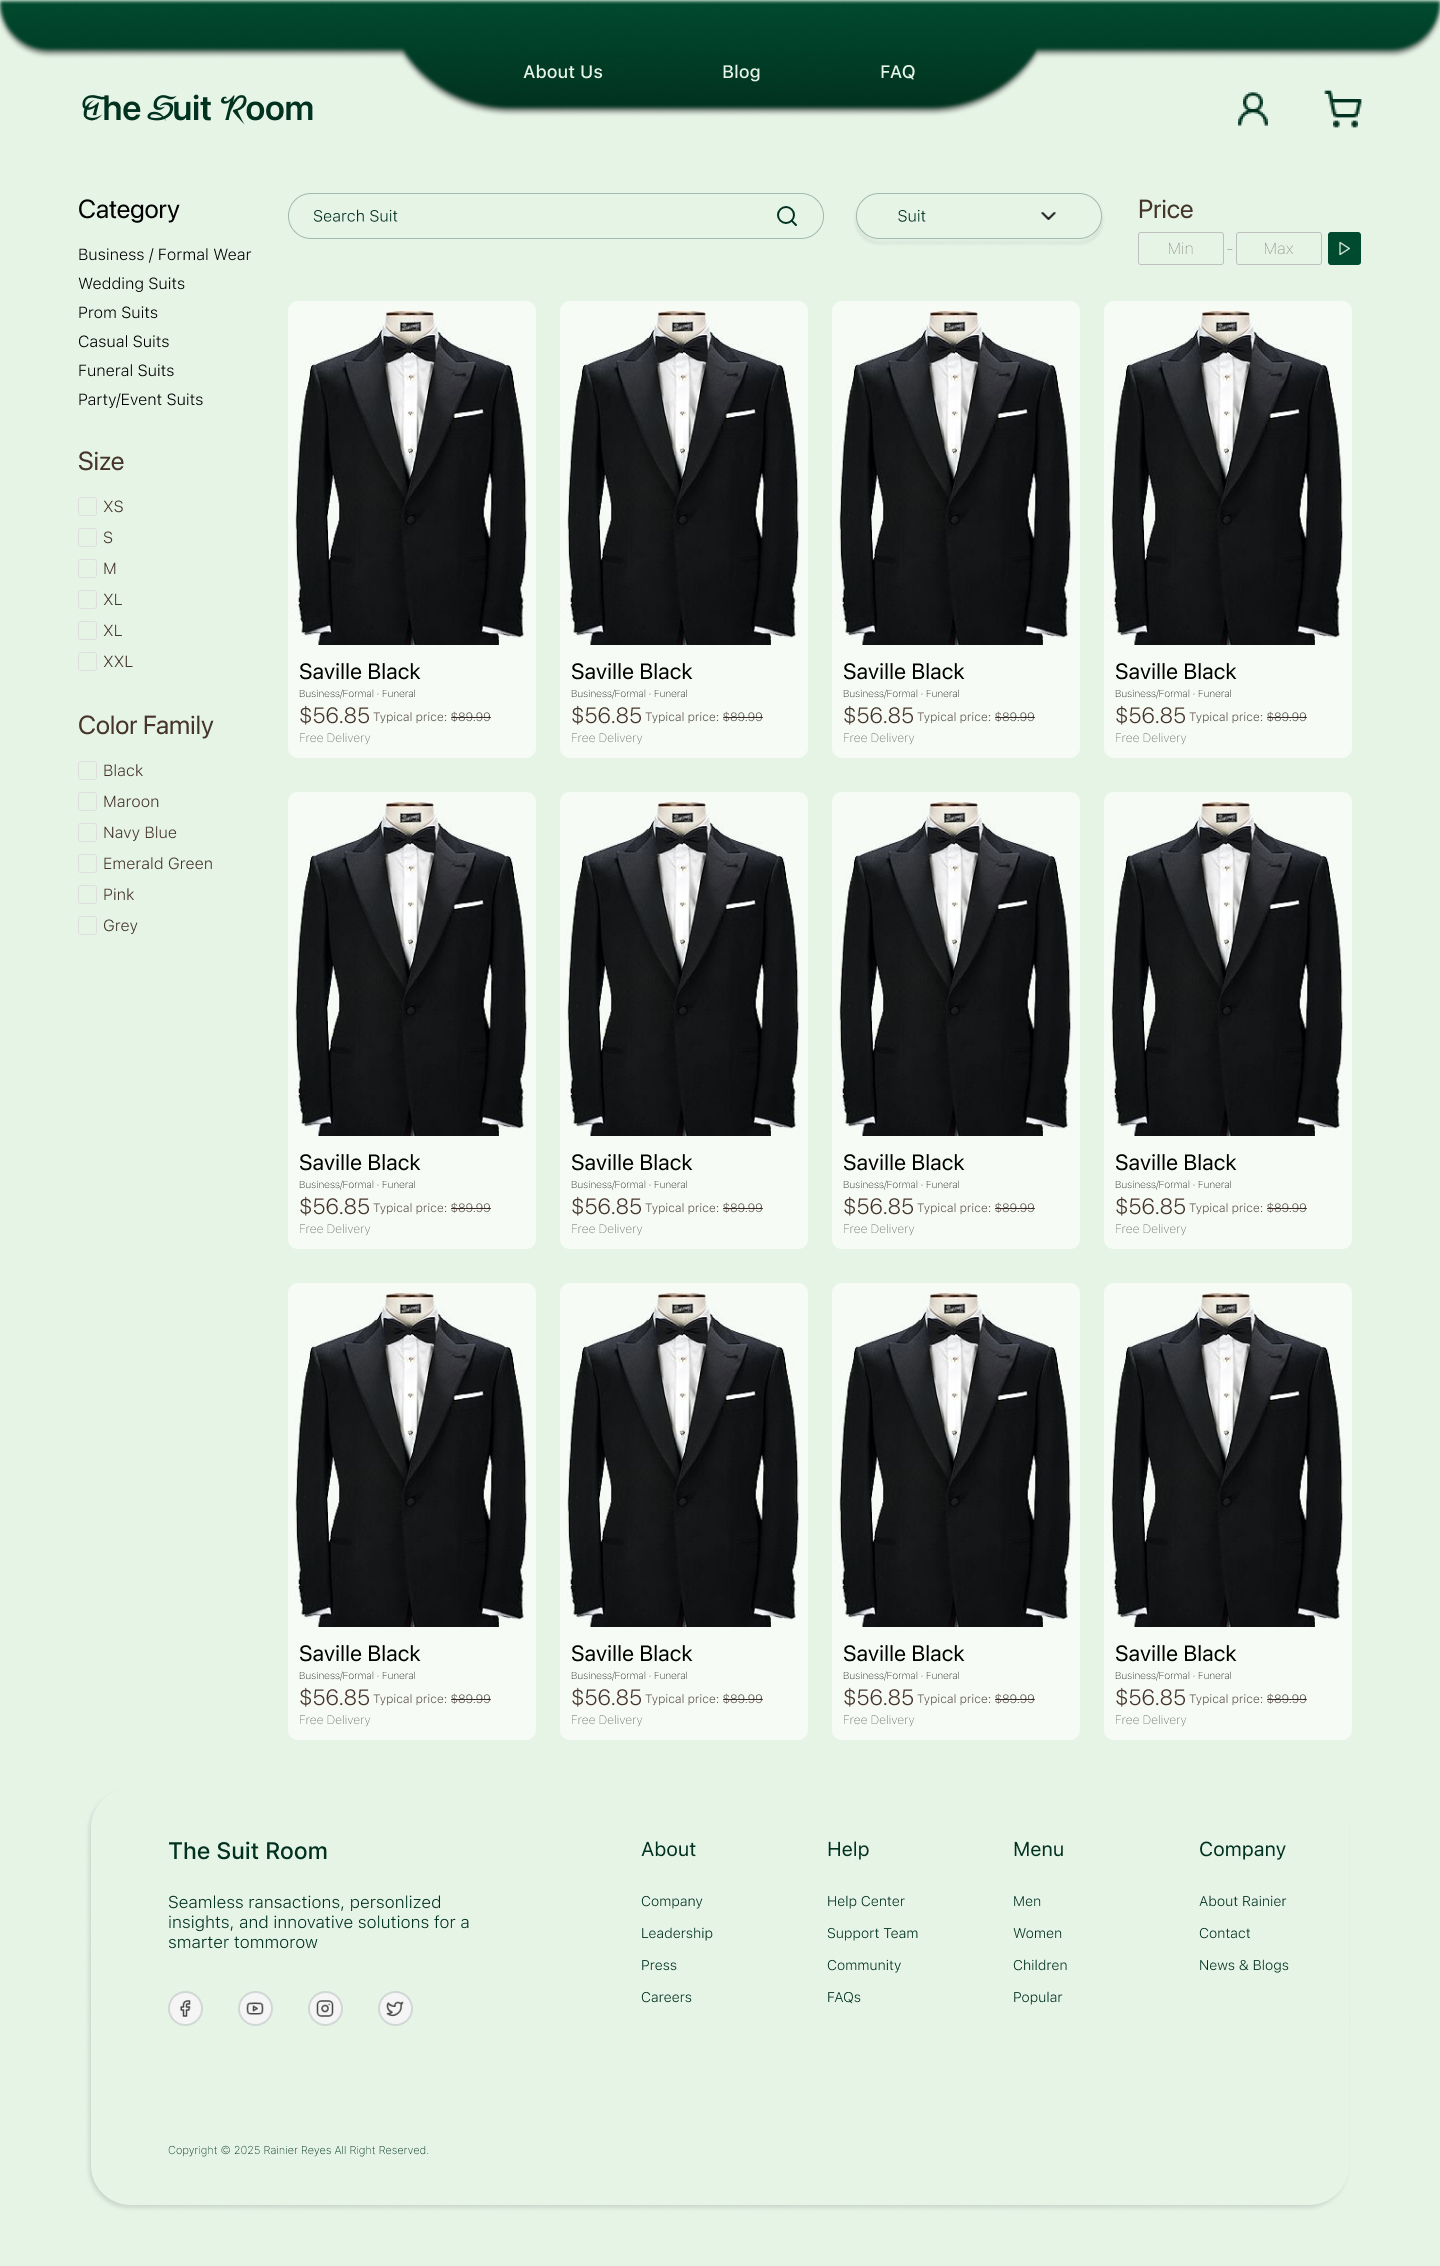 About Us Blog FAQ
The Suit Room
Category
Business / Formal Wear
Wedding Suits
Prom Suits
Casual Suits
Funeral Suits
Party/Event Suits
Size
XS
S
M
XL
XL
XXL
Color Family
Black
Maroon
Navy Blue
Emerald Green
Pink
Grey
Search Suit
Suit
Price
Min - Max
Saville Black
Business/Formal · Funeral
$56.85 Typical price: $89.99
Free Delivery
Saville Black
Business/Formal · Funeral
$56.85 Typical price: $89.99
Free Delivery
Saville Black
Business/Formal · Funeral
$56.85 Typical price: $89.99
Free Delivery
Saville Black
Business/Formal · Funeral
$56.85 Typical price: $89.99
Free Delivery
Saville Black
Business/Formal · Funeral
$56.85 Typical price: $89.99
Free Delivery
Saville Black
Business/Formal · Funeral
$56.85 Typical price: $89.99
Free Delivery
Saville Black
Business/Formal · Funeral
$56.85 Typical price: $89.99
Free Delivery
Saville Black
Business/Formal · Funeral
$56.85 Typical price: $89.99
Free Delivery
Saville Black
Business/Formal · Funeral
$56.85 Typical price: $89.99
Free Delivery
Saville Black
Business/Formal · Funeral
$56.85 Typical price: $89.99
Free Delivery
Saville Black
Business/Formal · Funeral
$56.85 Typical price: $89.99
Free Delivery
Saville Black
Business/Formal · Funeral
$56.85 Typical price: $89.99
Free Delivery
The Suit Room
Seamless ransactions, personlized
insights, and innovative solutions for a
smarter tommorow
About
Company
Leadership
Press
Careers
Help
Help Center
Support Team
Community
FAQs
Menu
Men
Women
Children
Popular
Company
About Rainier
Contact
News & Blogs
Copyright © 2025 Rainier Reyes All Right Reserved.